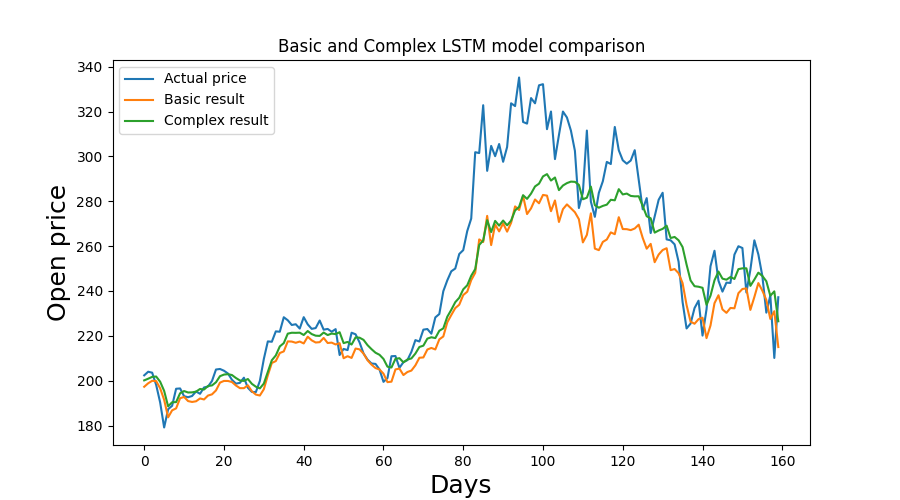 Basic and Complex LSTM model comparison
Actual price
Basic result
Complex result
Open price
340
320
300
280
260
240
220
200
180
0 20 40 60 80 100 120 140 160
Days